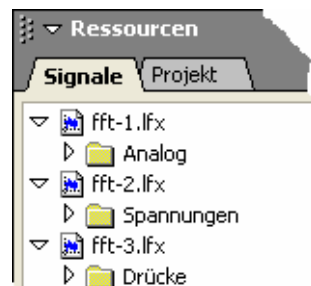 Ressourcen
Signale Projekt
fft-1.lfx
Analog
fft-2.lfx
Spannungen
fft-3.lfx
Drücke